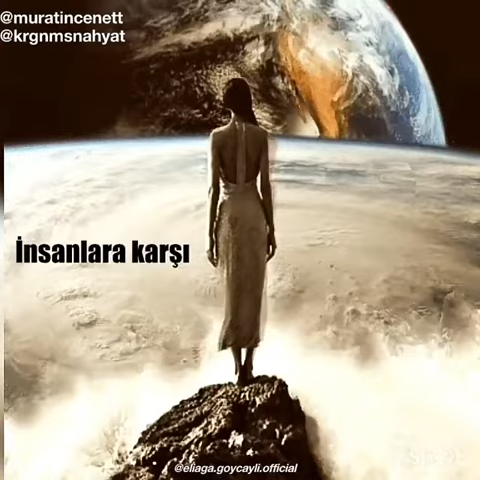 @muratincenett
@krgnmsnahyat
İnsanlara karşı
@eliaga.goycayli.official